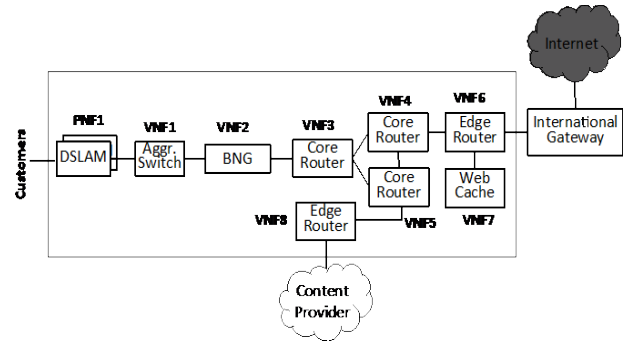 Internet
PNF1
VNF1
VNF2
VNF3
VNF4
VNF6
Customers
DSLAM
Aggr.
Switch
BNG
Core
Router
Core
Router
Edge
Router
International
Gateway
Core
Router
Web
Cache
VNF8
Edge
Router
VNF5
VNF7
Content
Provider